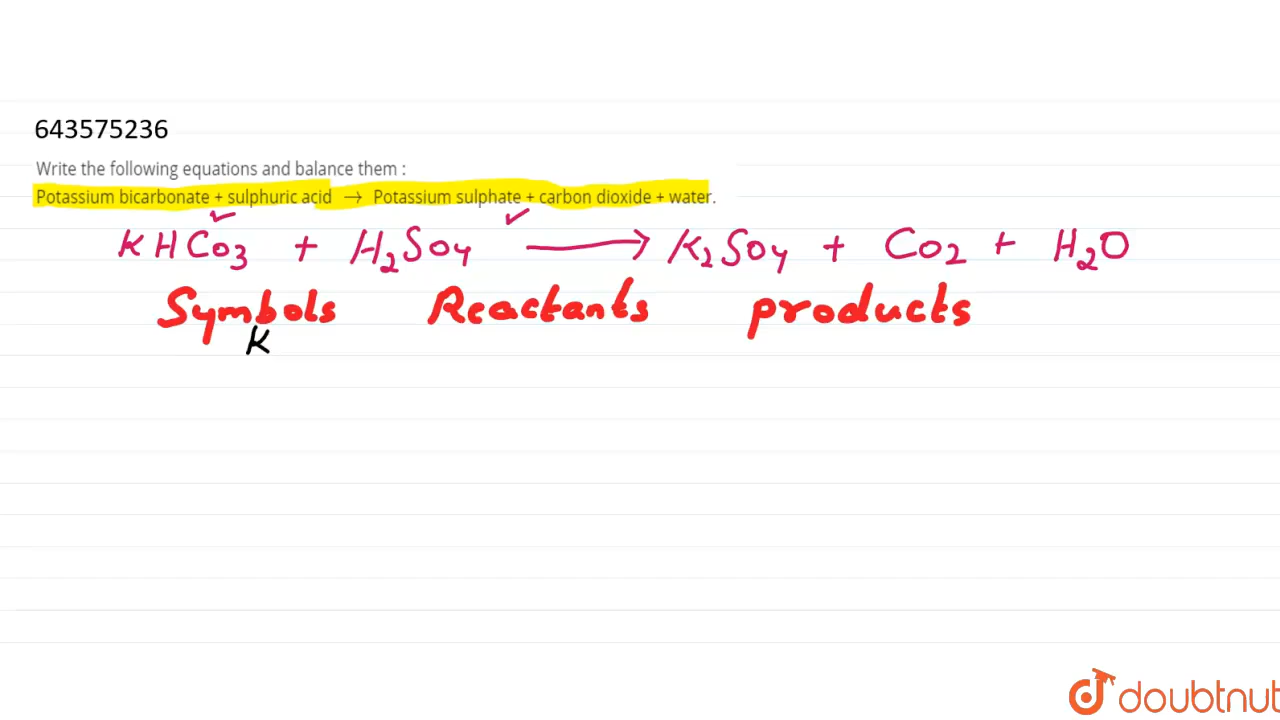 643575236
Write the following equations and balance them :
Potassium bicarbonate + sulphuric acid → Potassium sulphate + carbon dioxide + water.
KHCO3 + H2SO4 → K2SO4 + CO2 + H2O
Symbols Reactants products
K
doubtnut